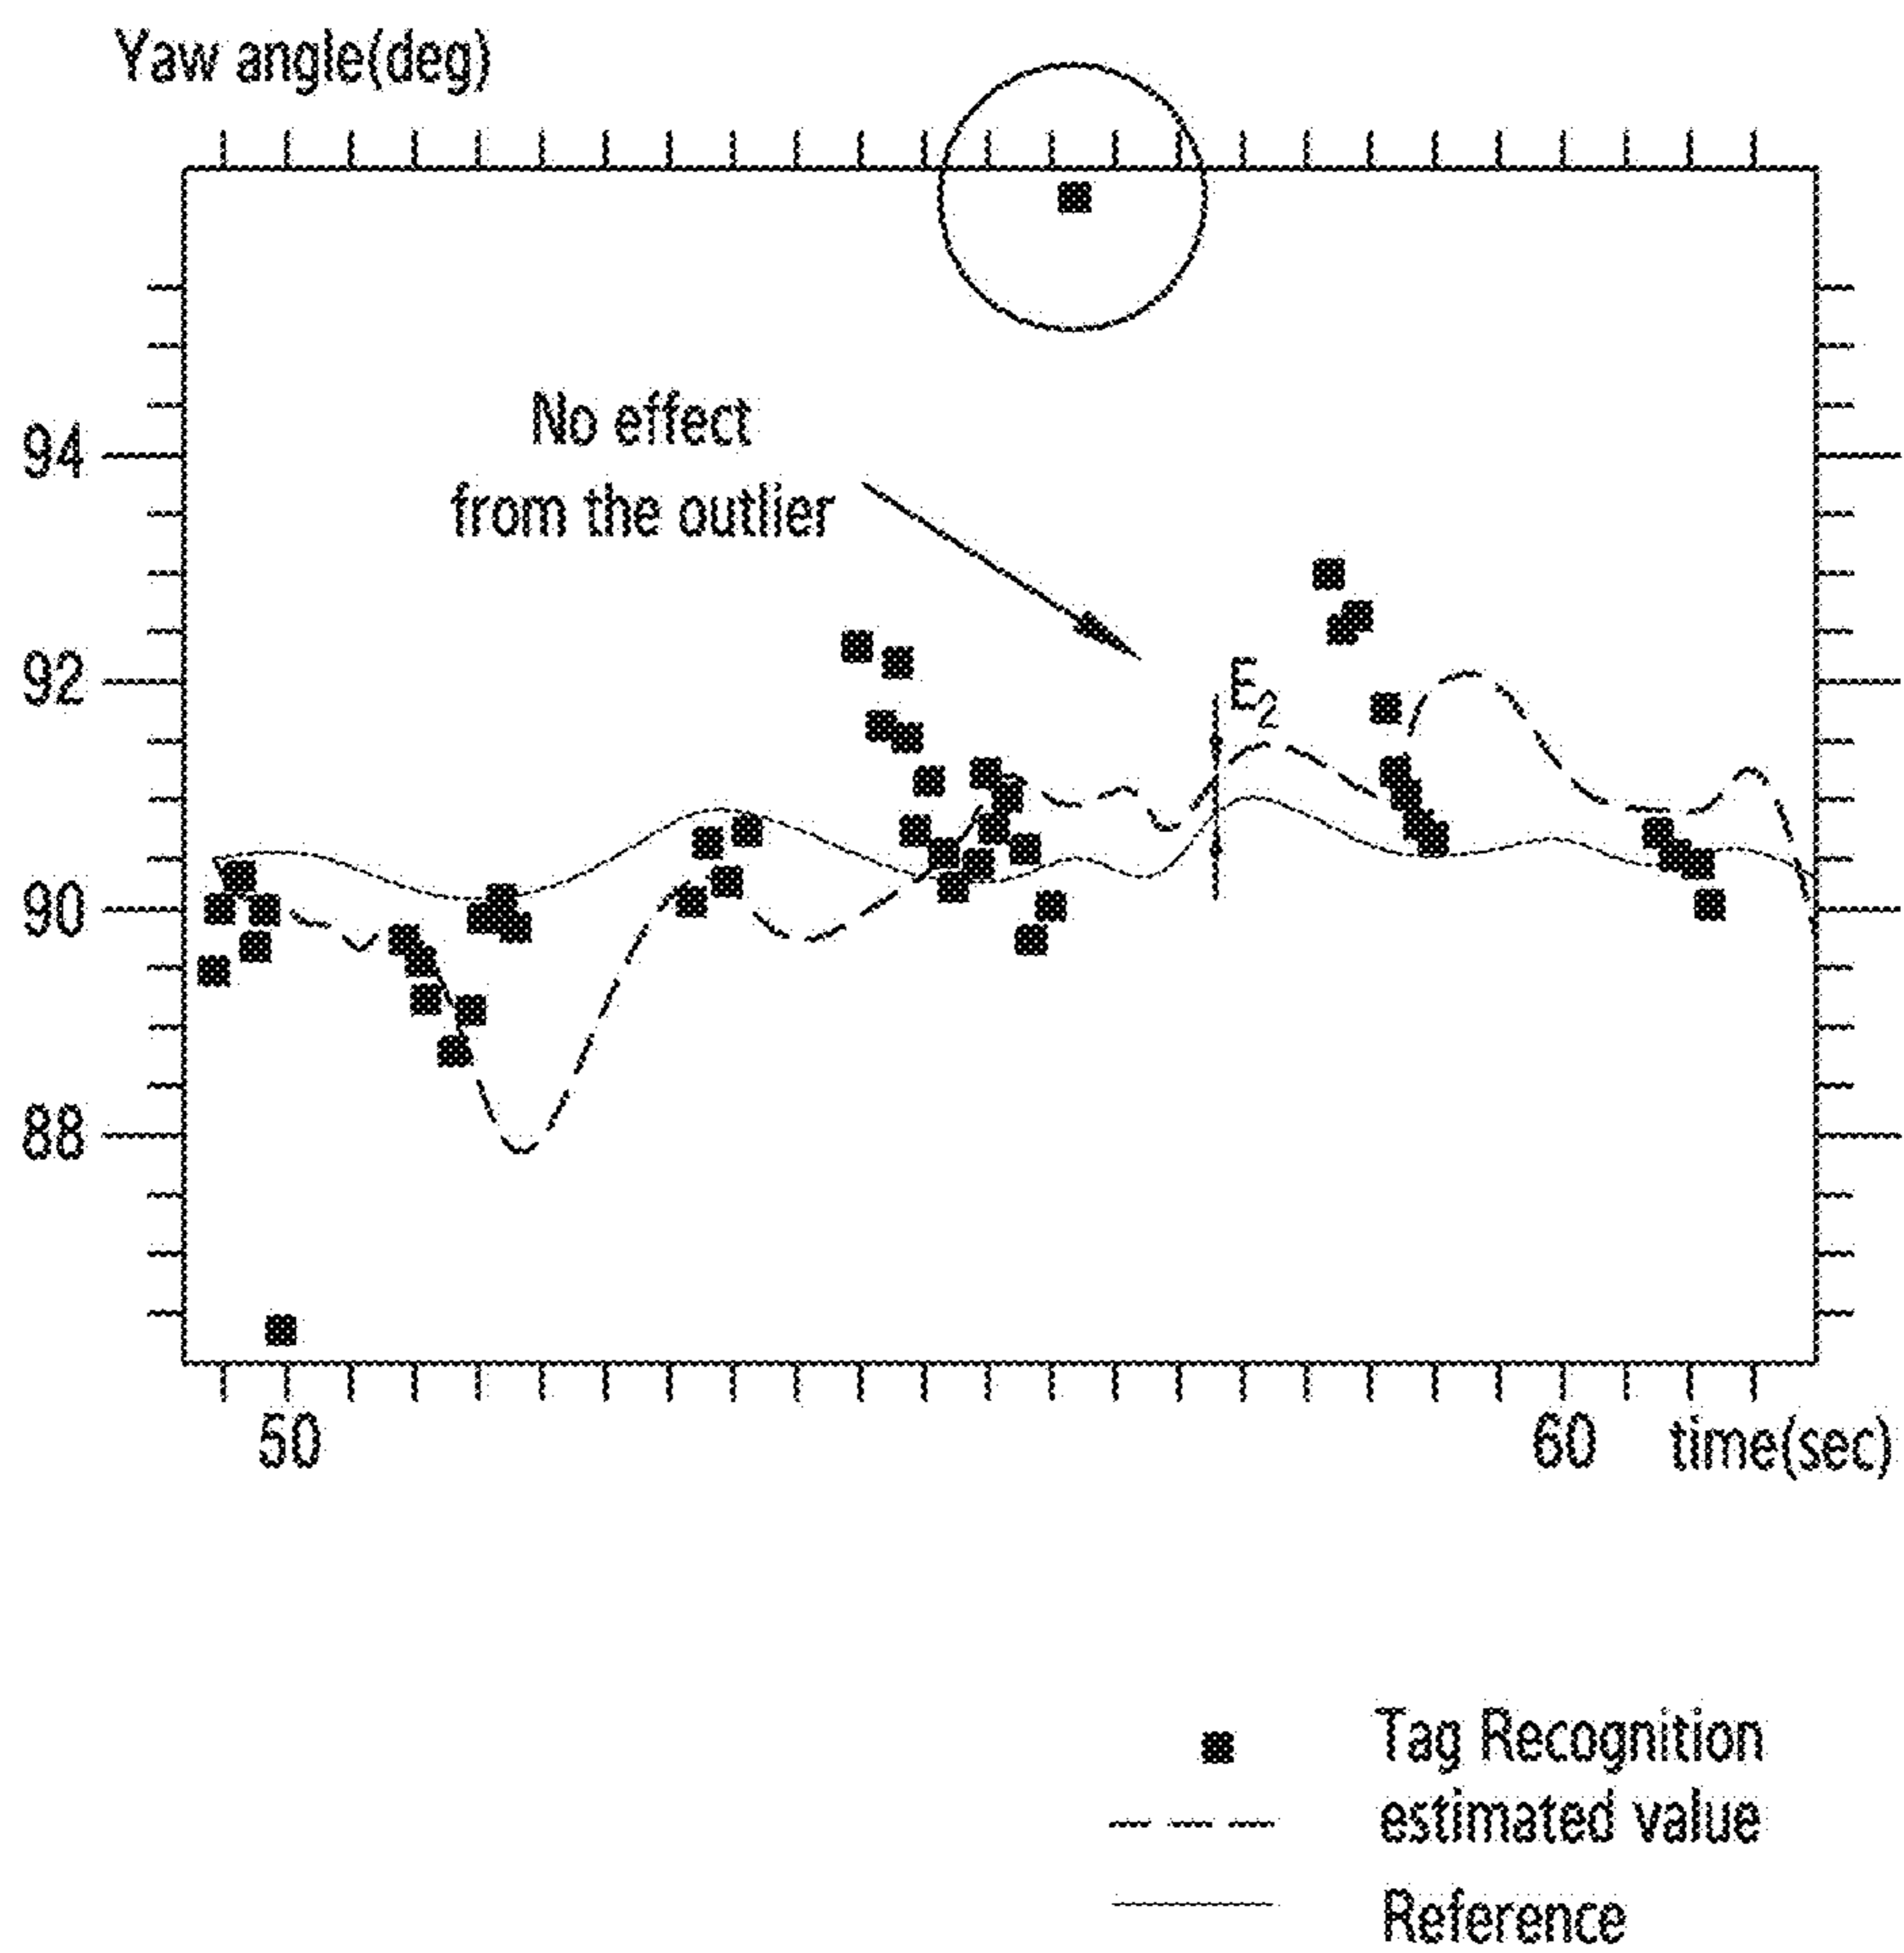 Yaw angle(deg)
94
No effect
from the outlier
92
E2
90
88
50
60
time(sec)
Tag Recognition
estimated value
Reference